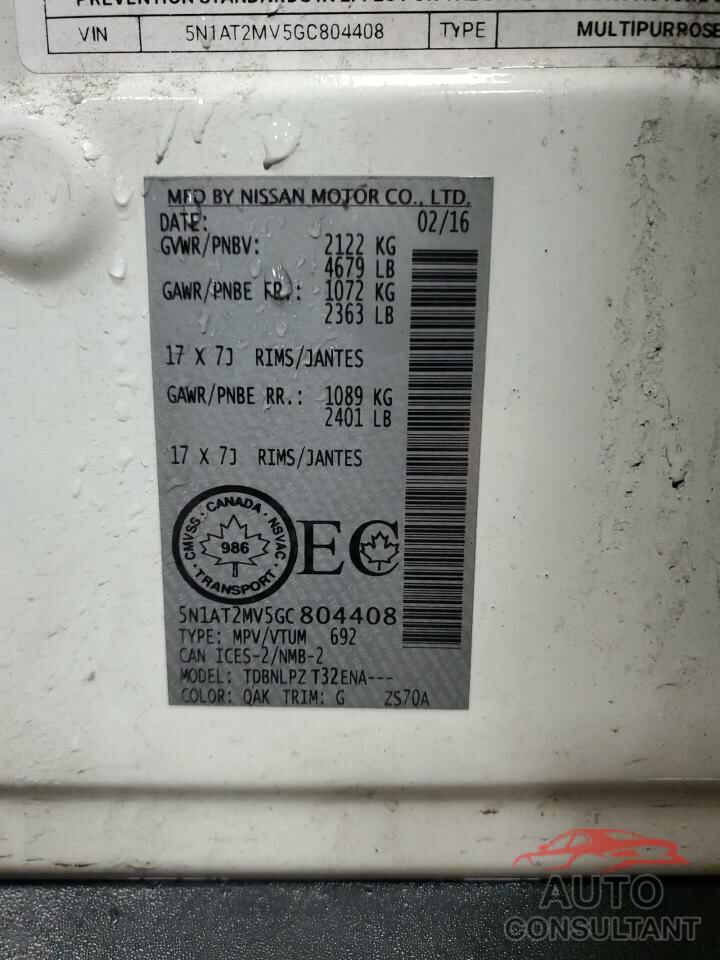 VIN 5N1AT2MV5GC804408 TYPE MULTIPURPOSE
MFD BY NISSAN MOTOR CO., LTD.
DATE: 02/16
GVWR/PNBV: 2122 KG
4679 LB
GAWR/PNBE FR.: 1072 KG
2363 LB
17 X 7J RIMS/JANTES
GAWR/PNBE RR.: 1089 KG
2401 LB
17 X 7J RIMS/JANTES
CMVSS · CANADA · NSVAC · TRANSPORT ·
986
EC
5N1AT2MV5GC 804408
TYPE: MPV/VTUM 692
CAN ICES-2/NMB-2
MODEL: TDBNLPZ T32ENA---
COLOR: QAK TRIM: G ZS70A
AUTO
CONSULTANT